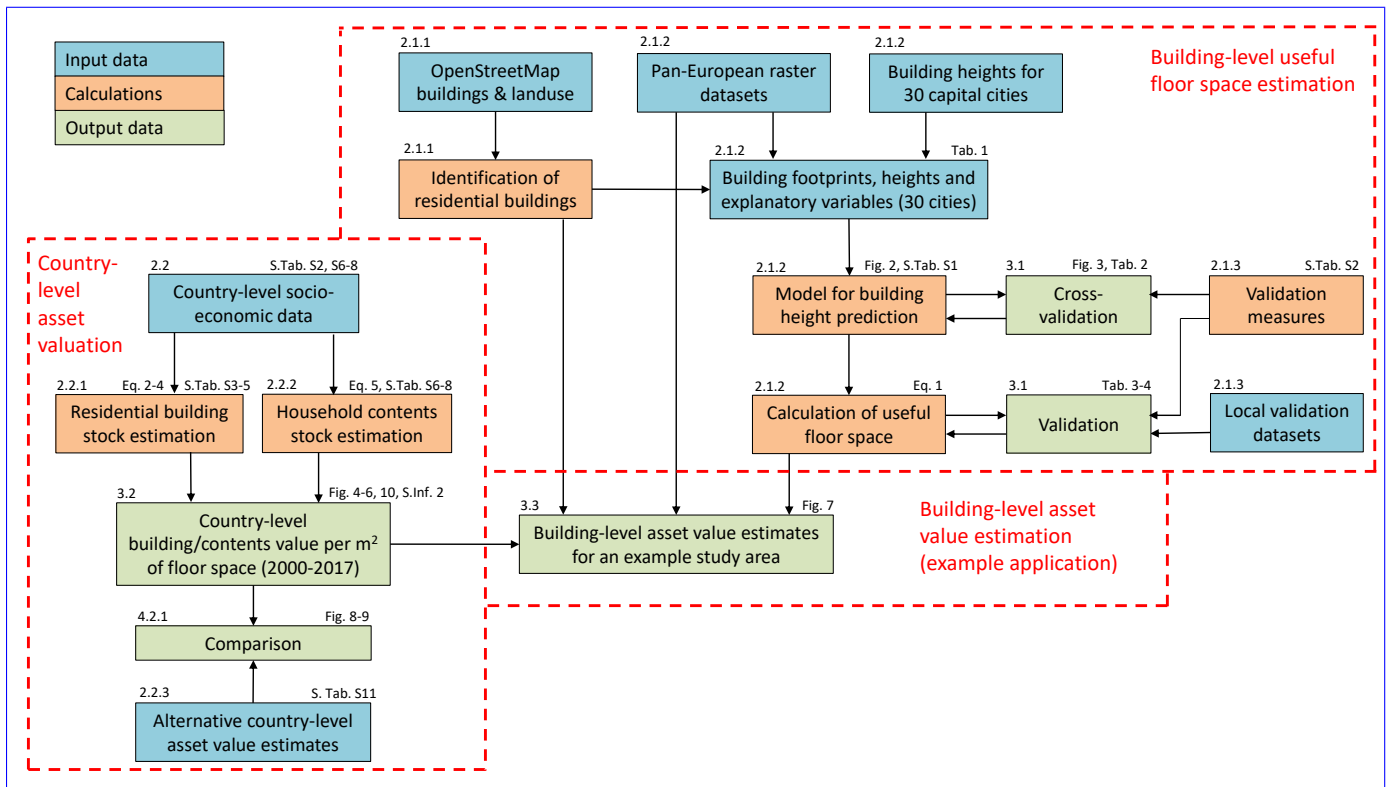 Input data
Calculations
Output data
2.1.1
OpenStreetMap
buildings & landuse
2.1.2
Pan-European raster
datasets
2.1.2
Building heights for
30 capital cities
Building-level useful
floor space estimation
2.1.1
Identification of
residential buildings
2.1.2 Tab. 1
Building footprints, heights and
explanatory variables (30 cities)
Country-
level
asset
valuation
2.2 S.Tab. S2, S6-8
Country-level socio-
economic data
2.1.2 Fig. 2, S.Tab. S1
Model for building
height prediction
3.1 Fig. 3, Tab. 2
Cross-
validation
2.1.3 S.Tab. S2
Validation
measures
2.2.1 Eq. 2-4 S.Tab. S3-5
Residential building
stock estimation
2.2.2 Eq. 5, S.Tab. S6-8
Household contents
stock estimation
2.1.2 Eq. 1
Calculation of useful
floor space
3.1 Tab. 3-4
Validation
2.1.3
Local validation
datasets
3.2 Fig. 4-6, 10, S.Inf. 2
Country-level
building/contents value per m²
of floor space (2000-2017)
3.3 Fig. 7
Building-level asset value estimates
for an example study area
Building-level asset
value estimation
(example application)
4.2.1 Fig. 8-9
Comparison
2.2.3 S. Tab. S11
Alternative country-level
asset value estimates